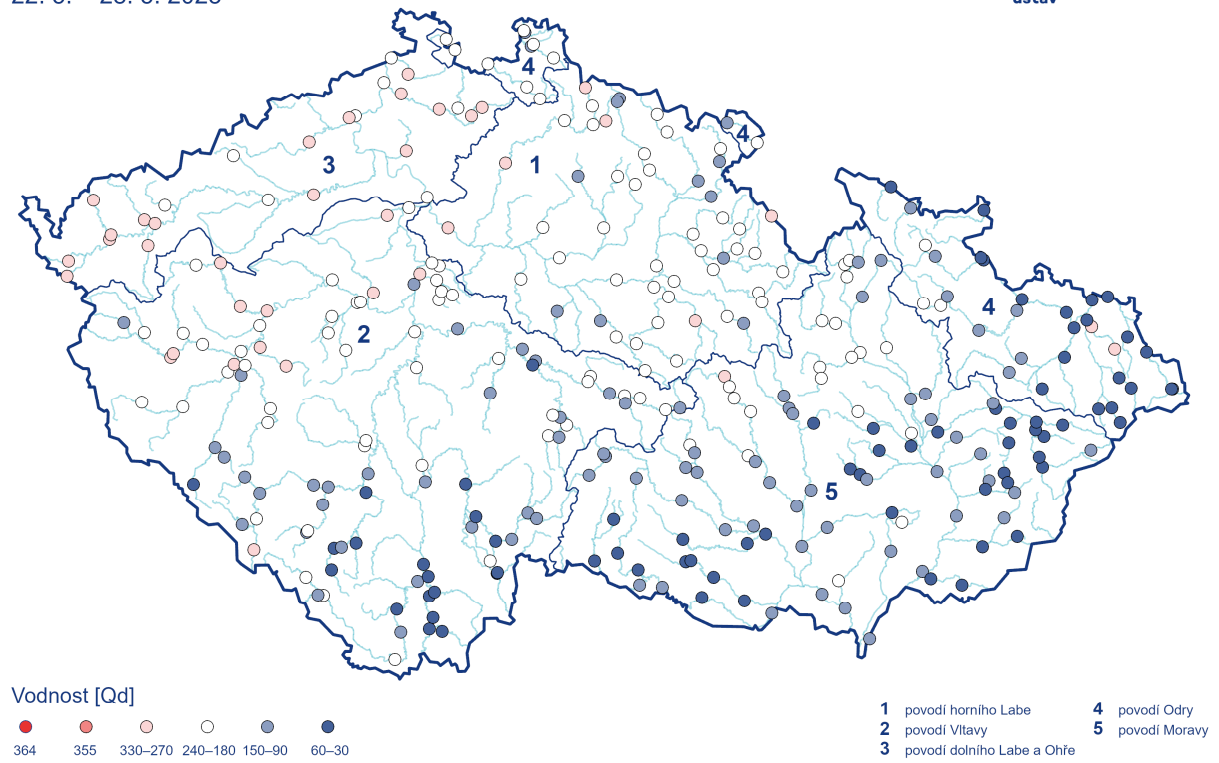 ústav
4
4
3
1
4
2
5
Vodnost [Qd]
364 355 330–270 240–180 150–90 60–30
1 povodí horního Labe
2 povodí Vltavy
3 povodí dolního Labe a Ohře
4 povodí Odry
5 povodí Moravy